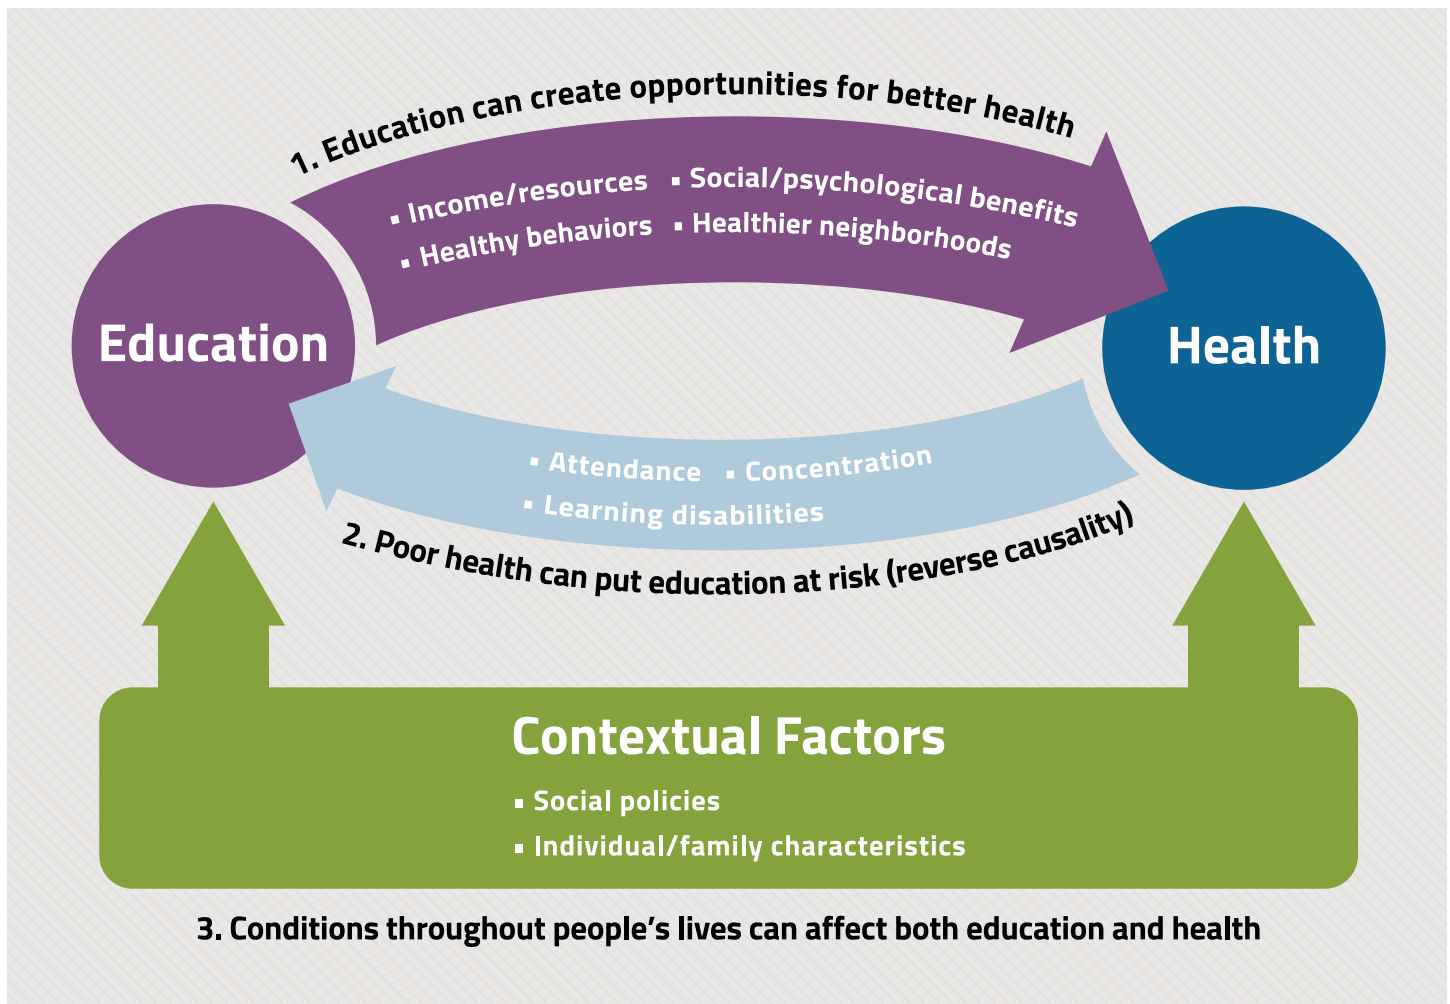 1. Education can create opportunities for better health
▪ Income/resources ▪ Social/psychological benefits
▪ Healthy behaviors ▪ Healthier neighborhoods
Education
Health
▪ Attendance ▪ Concentration
▪ Learning disabilities
2. Poor health can put education at risk (reverse causality)
Contextual Factors
▪ Social policies
▪ Individual/family characteristics
3. Conditions throughout people’s lives can affect both education and health